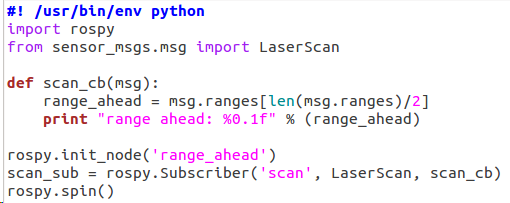 #! /usr/bin/env python
import rospy
from sensor_msgs.msg import LaserScan

def scan_cb(msg):
    range_ahead = msg.ranges[len(msg.ranges)/2]
    print "range ahead: %0.1f" % (range_ahead)

rospy.init_node('range_ahead')
scan_sub = rospy.Subscriber('scan', LaserScan, scan_cb)
rospy.spin()